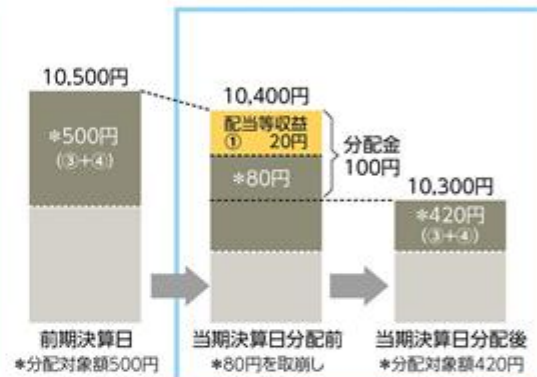 10,500円
*500円
(③+④)
前期決算日
*分配対象額500円
10,400円
配当等収益
① 20円
*80円
分配金
100円
当期決算日分配前
*80円を取崩し
10,300円
*420円
(③+④)
当期決算日分配後
*分配対象額420円